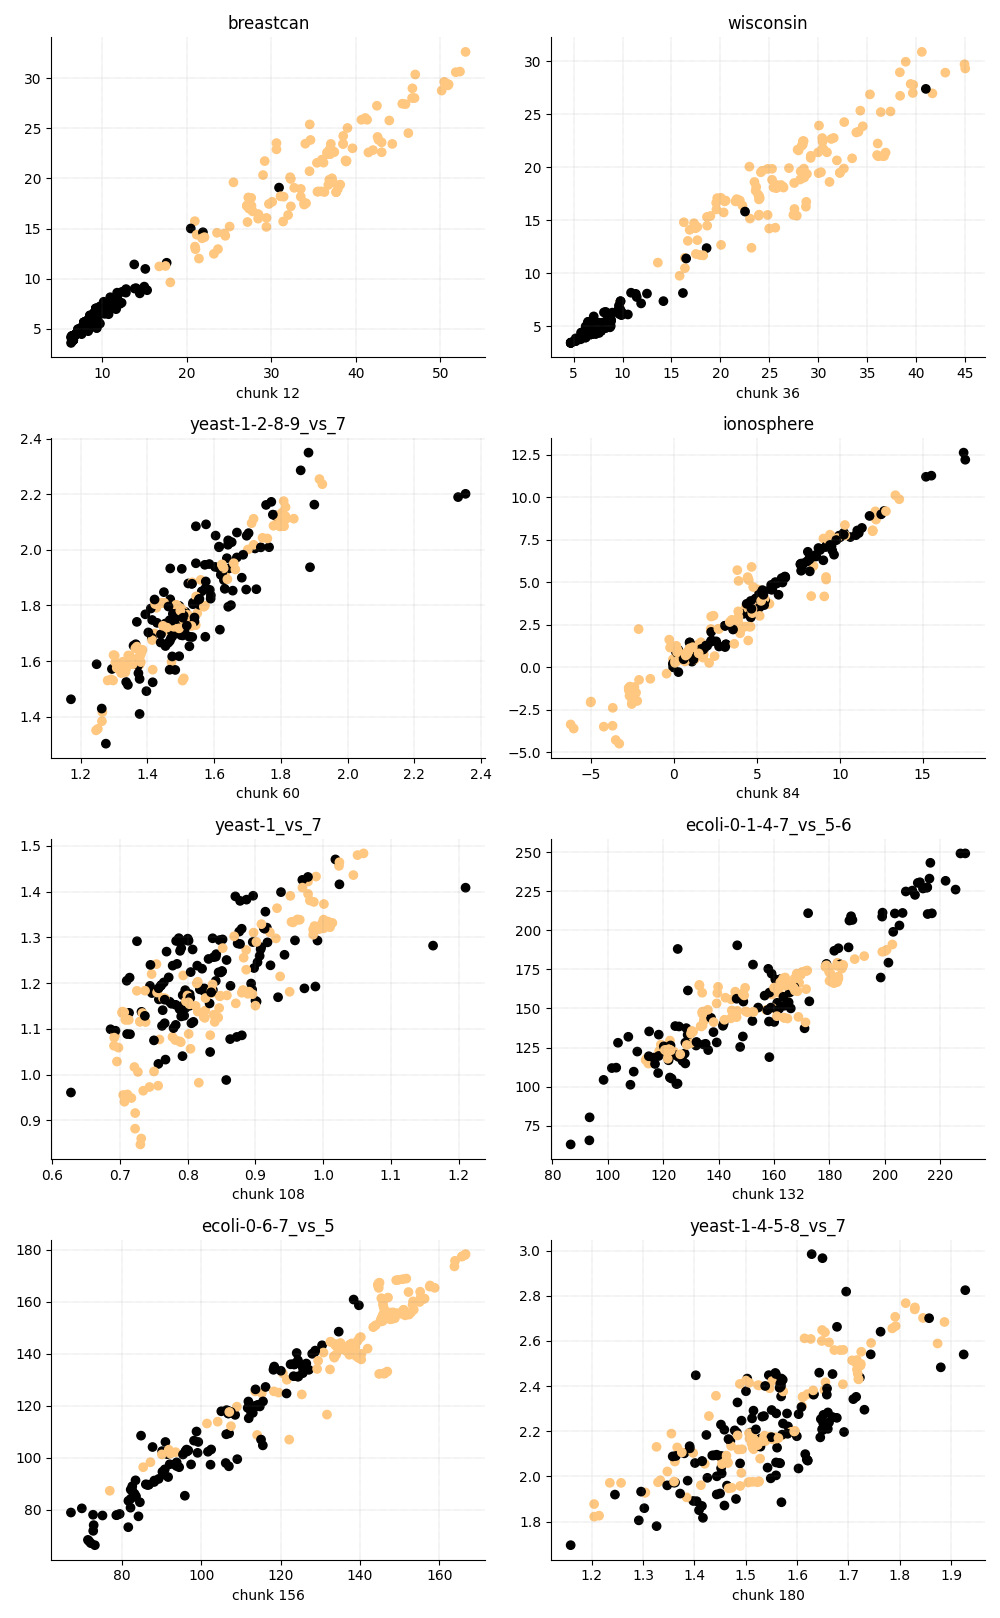 breastcan
30
25
20
15
10
5
10 20 30 40 50
chunk 12
wisconsin
30
25
20
15
10
5
5 10 15 20 25 30 35 40 45
chunk 36
yeast-1-2-8-9_vs_7
2.4
2.2
2.0
1.8
1.6
1.4
1.2 1.4 1.6 1.8 2.0 2.2 2.4
chunk 60
ionosphere
12.5
10.0
7.5
5.0
2.5
0.0
−2.5
−5.0
−5 0 5 10 15
chunk 84
yeast-1_vs_7
1.5
1.4
1.3
1.2
1.1
1.0
0.9
0.6 0.7 0.8 0.9 1.0 1.1 1.2
chunk 108
ecoli-0-1-4-7_vs_5-6
250
225
200
175
150
125
100
75
80 100 120 140 160 180 200 220
chunk 132
ecoli-0-6-7_vs_5
180
160
140
120
100
80
80 100 120 140 160
chunk 156
yeast-1-4-5-8_vs_7
3.0
2.8
2.6
2.4
2.2
2.0
1.8
1.2 1.3 1.4 1.5 1.6 1.7 1.8 1.9
chunk 180